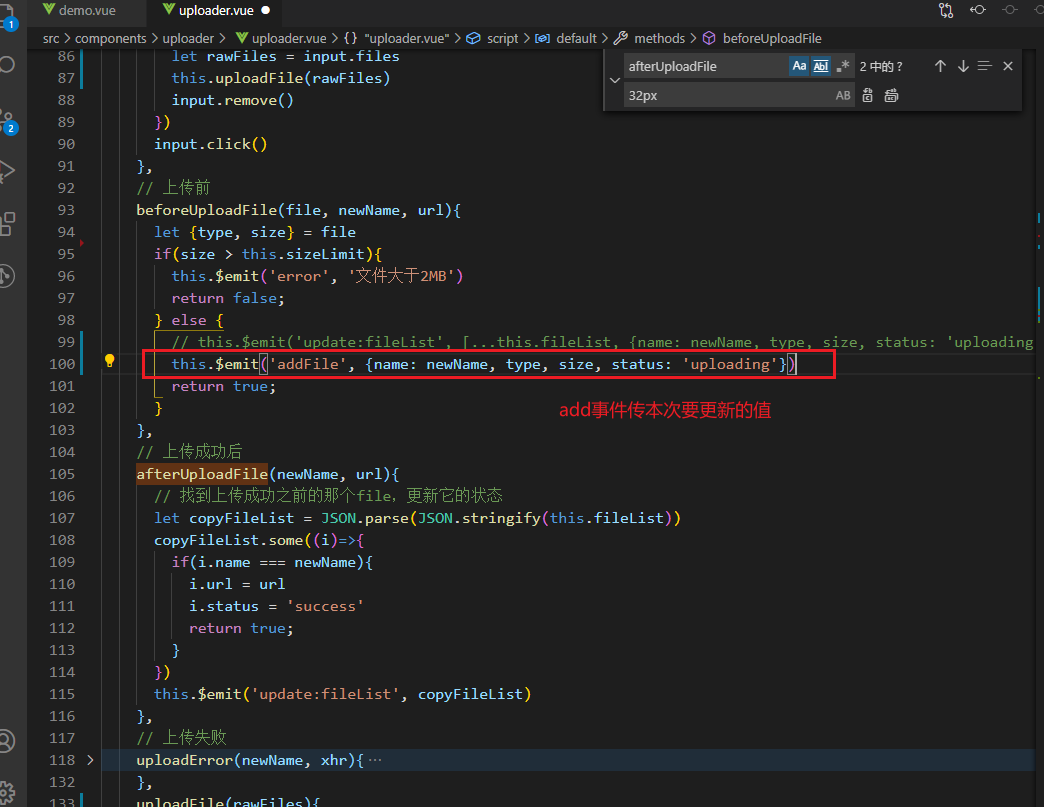 demo.vue
uploader.vue
src > components > uploader > uploader.vue > {} "uploader.vue" > script > default > methods > beforeUploadFile
afterUploadFile
Aa
Abl
.*
2 中的 ?
32px
AB
1
2
86 let rawFiles = input.files
87 this.uploadFile(rawFiles)
88 input.remove()
89 })
90 input.click()
91 },
92 // 上传前
93 beforeUploadFile(file, newName, url){
94 let {type, size} = file
95 if(size > this.sizeLimit){
96 this.$emit('error', '文件大于2MB')
97 return false;
98 } else {
99 // this.$emit('update:fileList', [...this.fileList, {name: newName, type, size, status: 'uploading
100 this.$emit('addFile', {name: newName, type, size, status: 'uploading'})
101 return true;
102 }
add事件传本次要更新的值
103 },
104 // 上传成功后
105 afterUploadFile(newName, url){
106 // 找到上传成功之前的那个file，更新它的状态
107 let copyFileList = JSON.parse(JSON.stringify(this.fileList))
108 copyFileList.some((i)=>{
109 if(i.name === newName){
110 i.url = url
111 i.status = 'success'
112 return true;
113 }
114 })
115 this.$emit('update:fileList', copyFileList)
116 },
117 // 上传失败
118 uploadError(newName, xhr){ ···
132 },
133 uploadFile(rawFiles){